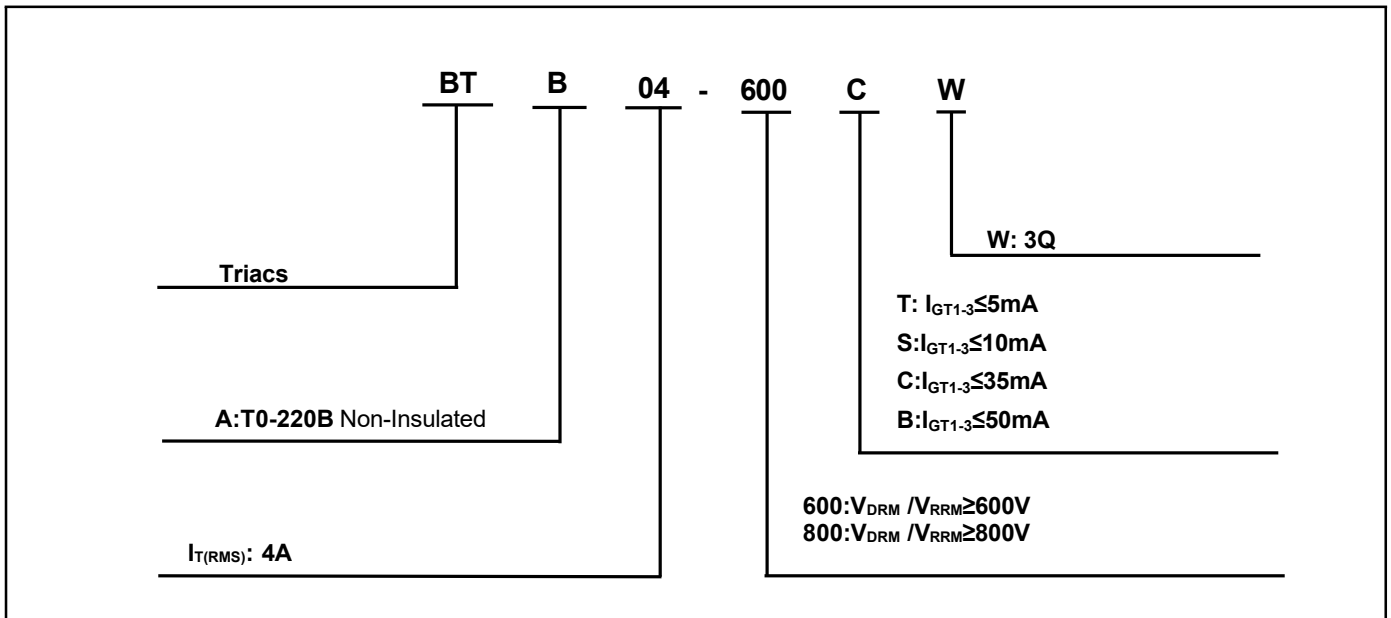 BT B 04 - 600 C W
W: 3Q
Triacs
T: IGT1-3≤5mA
S:IGT1-3≤10mA
C:IGT1-3≤35mA
B:IGT1-3≤50mA
A:T0-220B Non-Insulated
600:VDRM /VRRM≥600V
800:VDRM /VRRM≥800V
IT(RMS): 4A